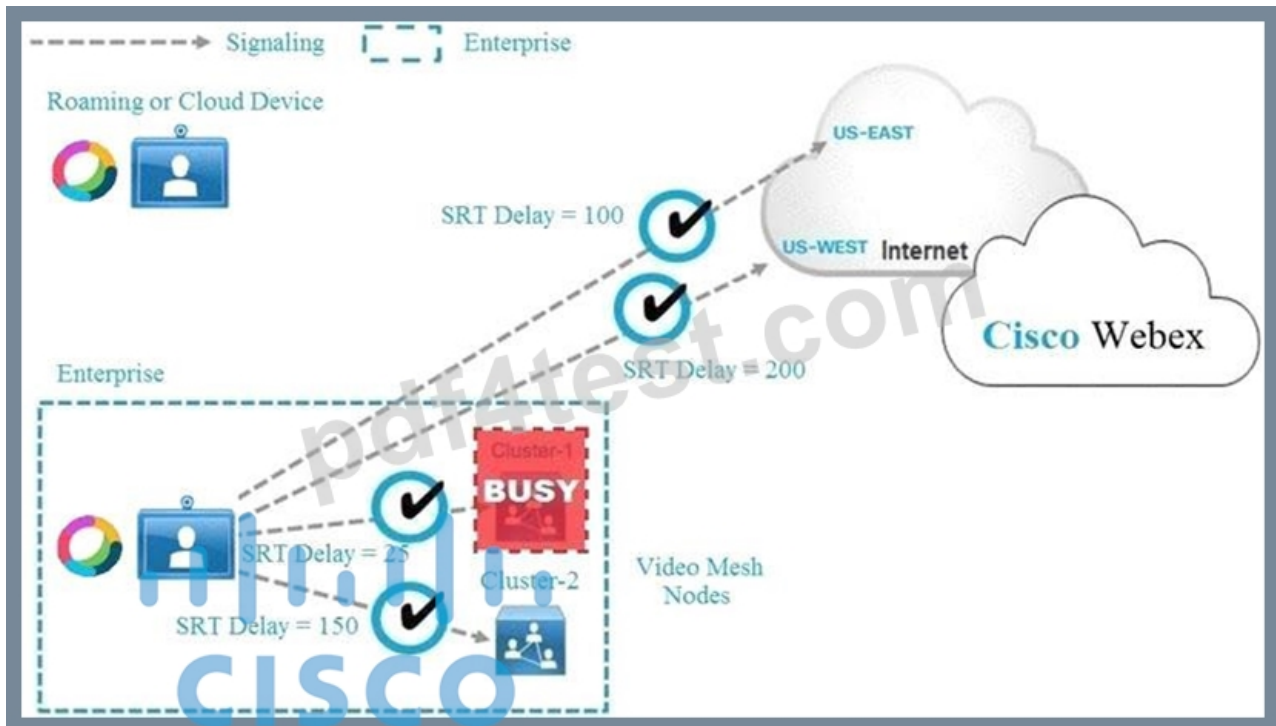 Signaling
Enterprise
Roaming or Cloud Device
US-EAST
SRT Delay = 100
US-WEST Internet
Cisco Webex
SRT Delay = 200
Enterprise
Cluster-1
BUSY
SRT Delay = 25
Cluster-2
Video Mesh
Nodes
SRT Delay = 150
CISCO
pdf4test.com